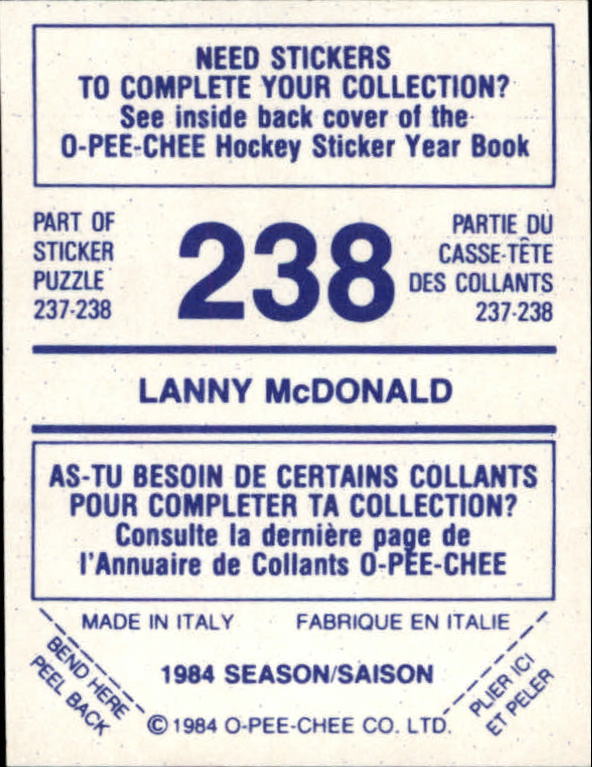 NEED STICKERS
TO COMPLETE YOUR COLLECTION?
See inside back cover of the
O-PEE-CHEE Hockey Sticker Year Book
PART OF
STICKER
PUZZLE
237-238
238
PARTIE DU
CASSE-TÊTE
DES COLLANTS
237-238
LANNY McDONALD
AS-TU BESOIN DE CERTAINS COLLANTS
POUR COMPLETER TA COLLECTION?
Consulte la dernière page de
l'Annuaire de Collants O-PEE-CHEE
MADE IN ITALY FABRIQUE EN ITALIE
BEND HERE
PEEL BACK
1984 SEASON/SAISON
PLIER ICI
ET PELER
© 1984 O-PEE-CHEE CO. LTD.